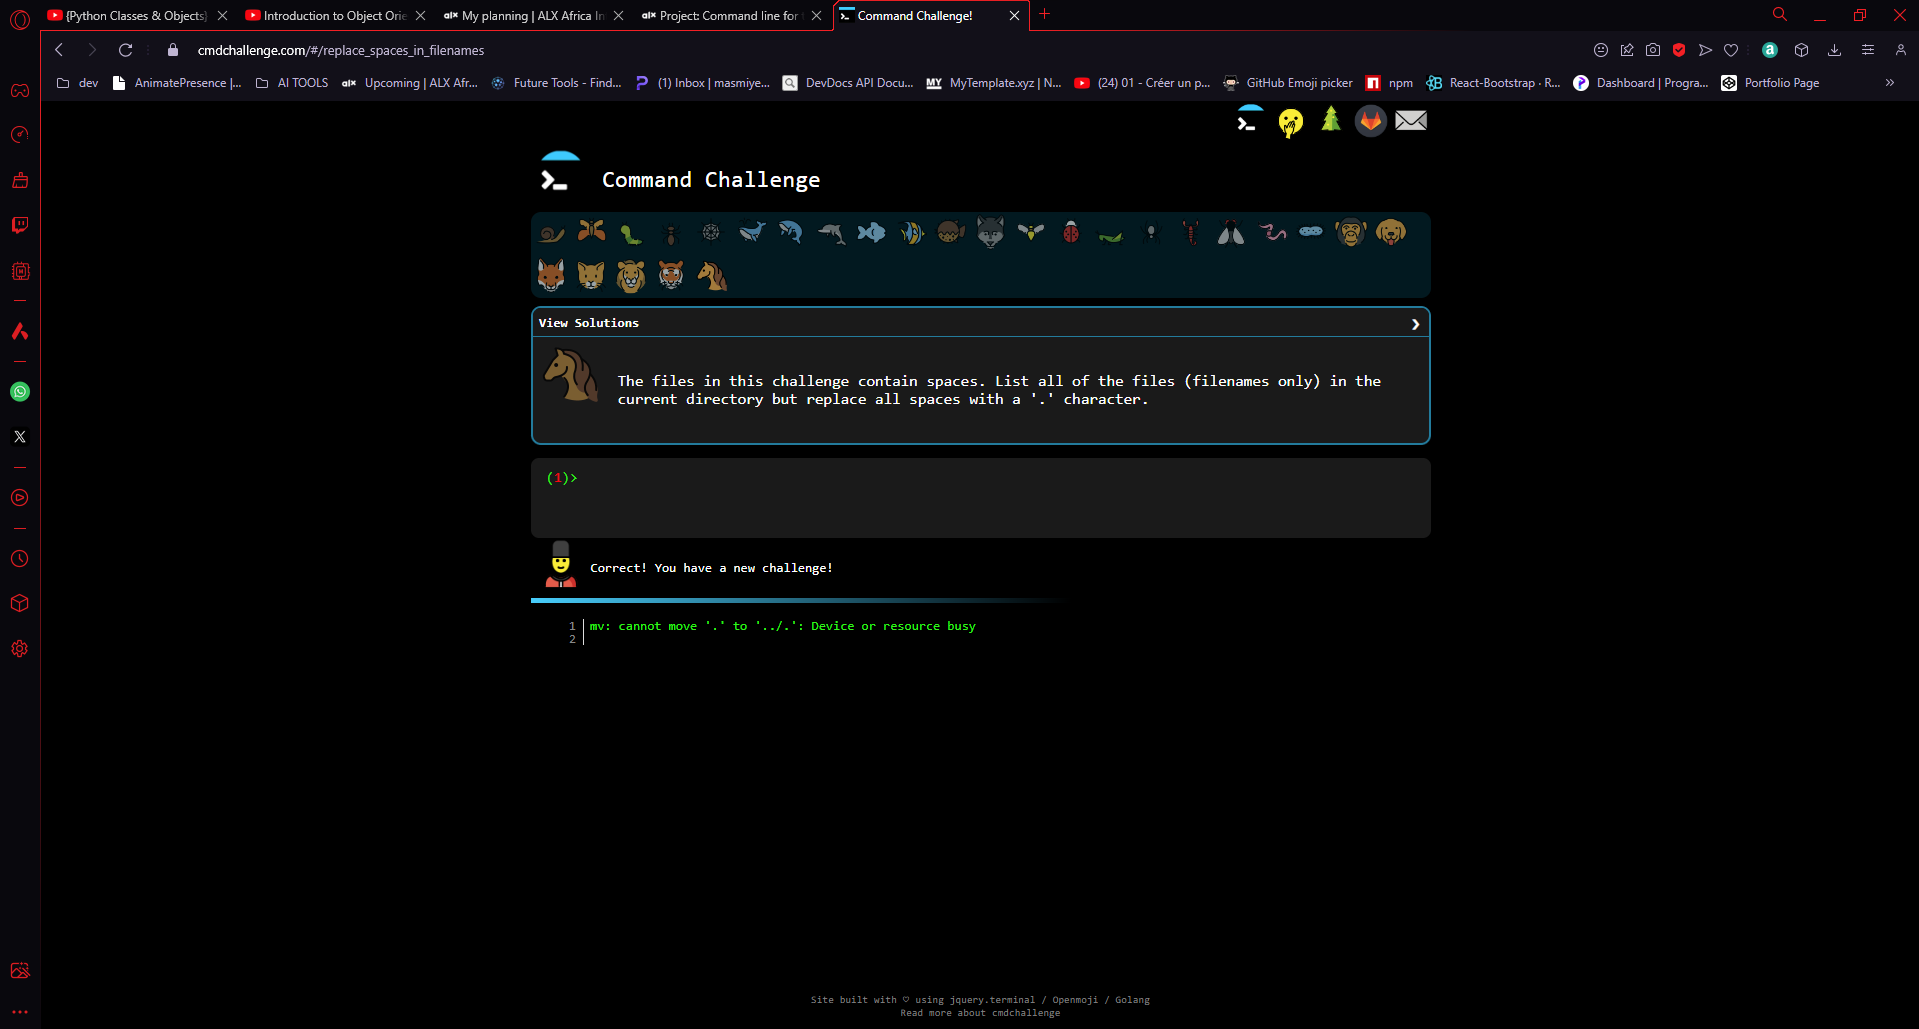 {Python Classes & Objects}
Introduction to Object Orie
alx My planning | ALX Africa In
alx Project: Command line for t
Command Challenge!
cmdchallenge.com/#/replace_spaces_in_filenames
dev
AnimatePresence |...
AI TOOLS
alx Upcoming | ALX Afr...
Future Tools - Find...
(1) Inbox | masmiye...
DevDocs API Docu...
MY MyTemplate.xyz | N...
(24) 01 - Créer un p...
GitHub Emoji picker
npm
React-Bootstrap · R...
Dashboard | Progra...
Portfolio Page
Command Challenge
View Solutions
The files in this challenge contain spaces. List all of the files (filenames only) in the
current directory but replace all spaces with a '.' character.
(1)>
Correct! You have a new challenge!
1 mv: cannot move '.' to '../.': Device or resource busy
2
Site built with ♡ using jquery.terminal / Openmoji / Golang
Read more about cmdchallenge